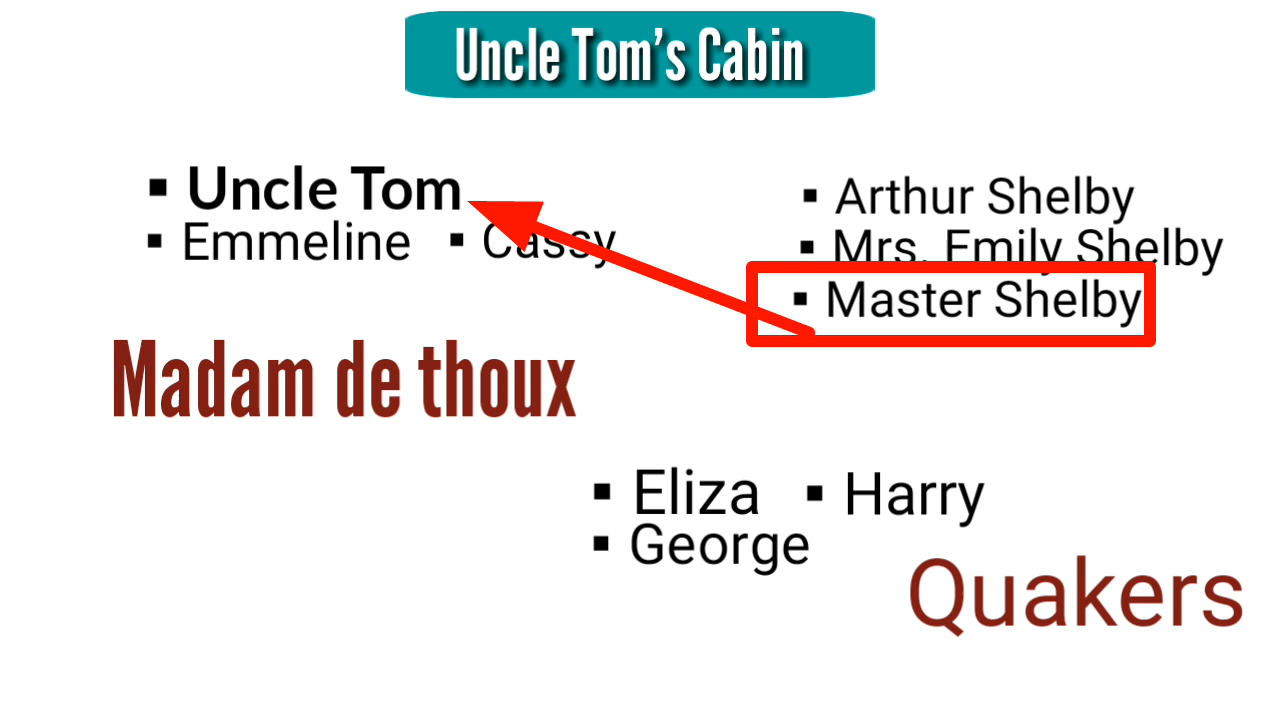 Uncle Tom's Cabin
▪ Uncle Tom
▪ Emmeline ▪ Cassy
▪ Arthur Shelby
▪ Mrs. Emily Shelby
▪ Master Shelby
Madam de thoux
▪ Eliza ▪ Harry
▪ George
Quakers